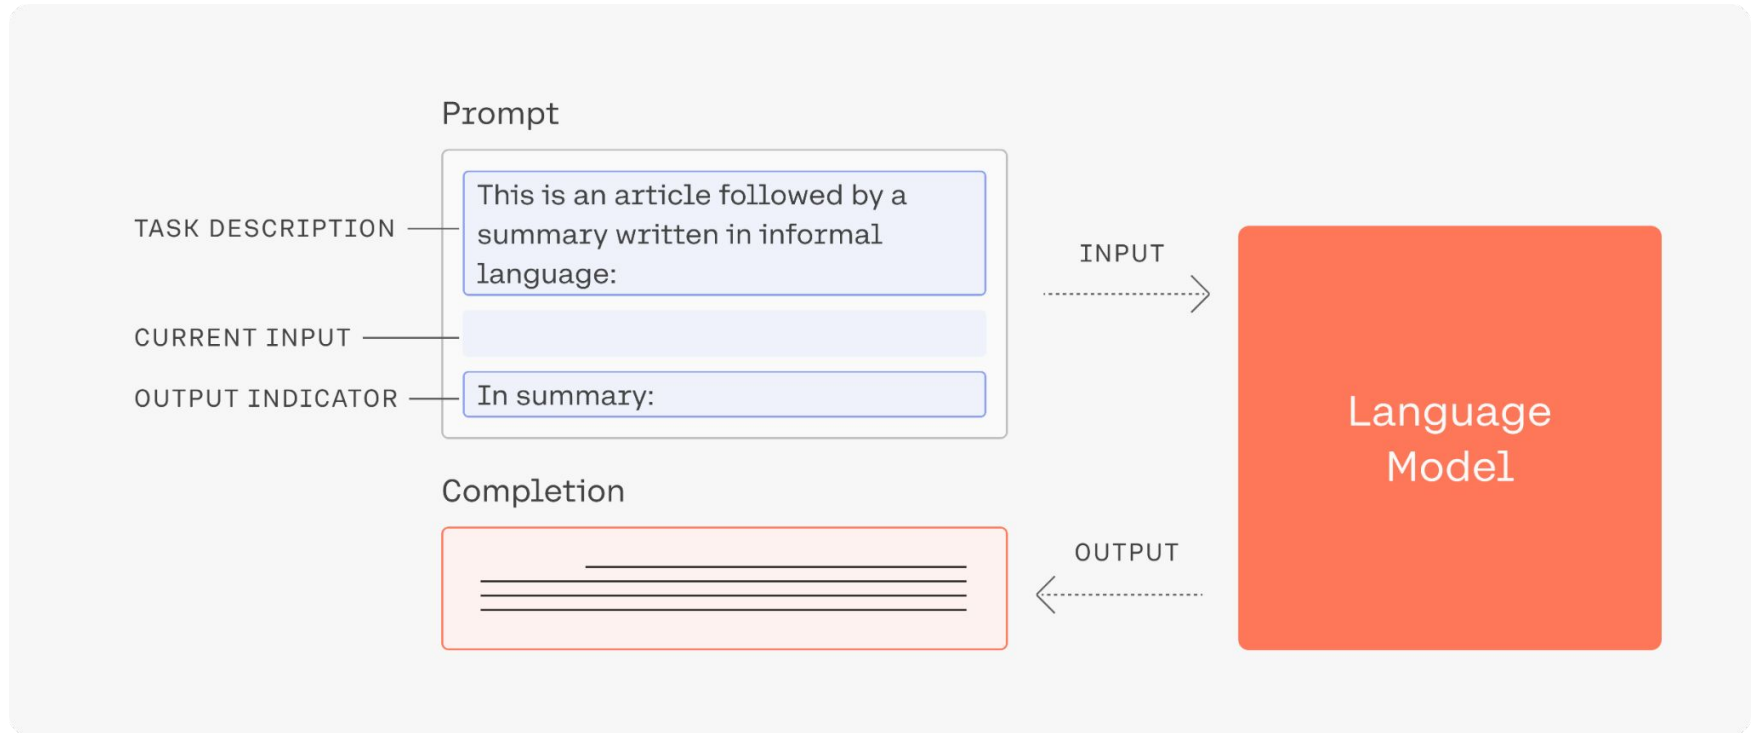 Prompt
TASK DESCRIPTION
This is an article followed by a
summary written in informal
language:
CURRENT INPUT
OUTPUT INDICATOR
In summary:
INPUT
Language
Model
Completion
OUTPUT